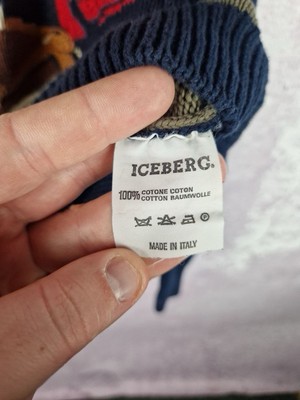 ICEBERG.
100% COTONE COTON
COTTON BAUMWOLLE
MADE IN ITALY